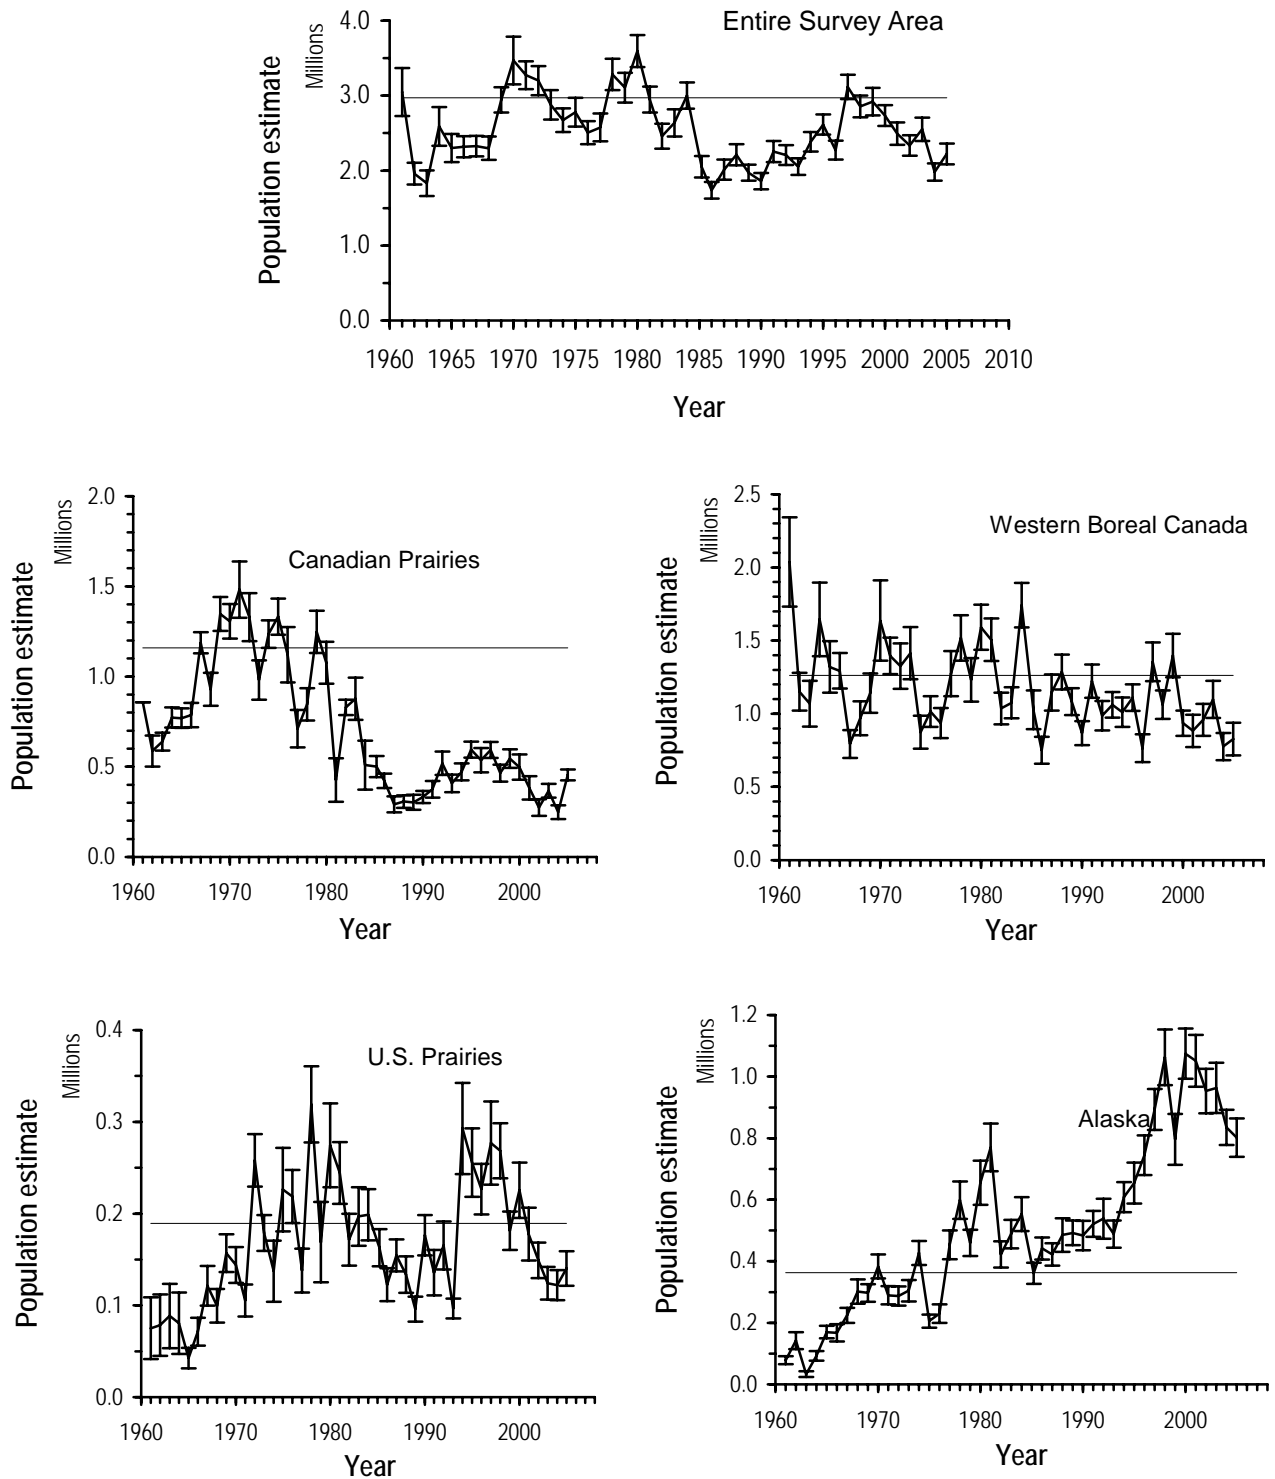 Entire Survey Area
Millions
Population estimate
4.0
3.0
2.0
1.0
0.0
1960 1965 1970 1975 1980 1985 1990 1995 2000 2005 2010
Year
Canadian Prairies
Millions
Population estimate
2.0
1.5
1.0
0.5
0.0
1960 1970 1980 1990 2000
Year
Western Boreal Canada
Millions
Population estimate
2.5
2.0
1.5
1.0
0.5
0.0
1960 1970 1980 1990 2000
Year
U.S. Prairies
Millions
Population estimate
0.4
0.3
0.2
0.1
0.0
1960 1970 1980 1990 2000
Year
Alaska
Millions
Population estimate
1.2
1.0
0.8
0.6
0.4
0.2
0.0
1960 1970 1980 1990 2000
Year